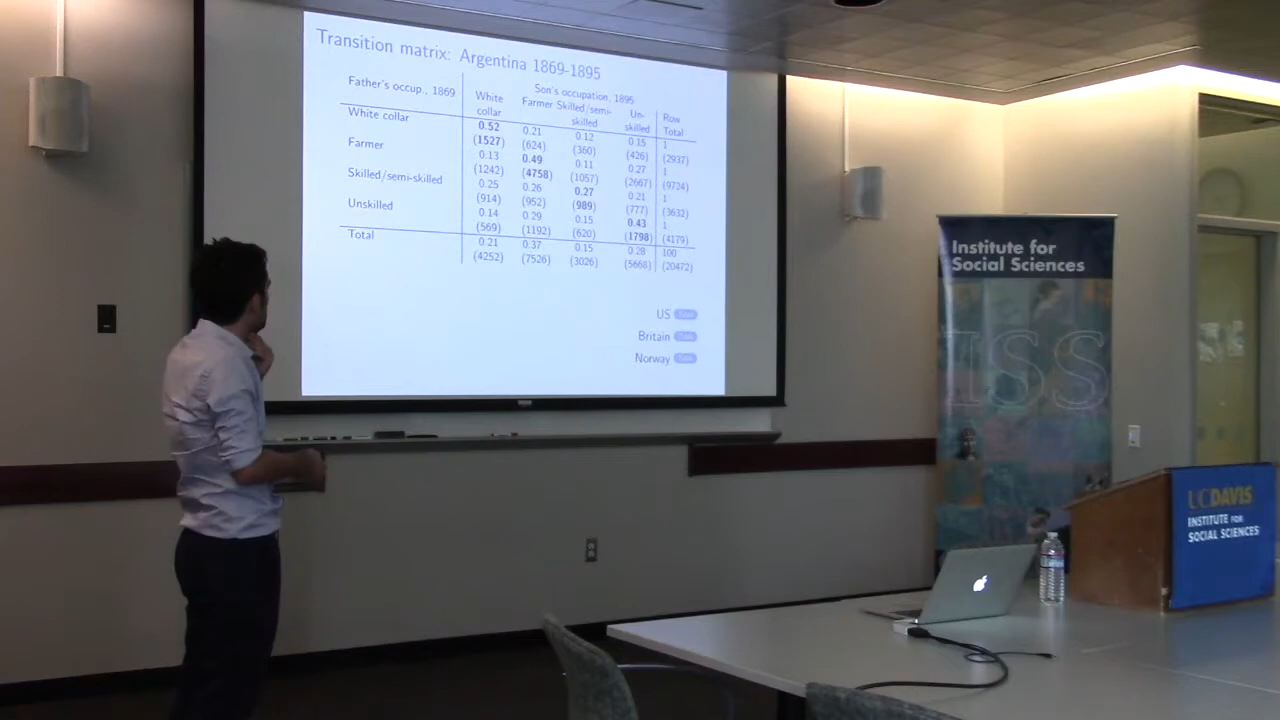 Transition matrix: Argentina 1869-1895
Father's occup., 1869 Son's occupation, 1895
White collar Farmer Skilled/semi-skilled Un-skilled Row Total
White collar 0.52 0.21 0.12 0.15 1
(1527) (624) (360) (426) (2937)
Farmer 0.13 0.49 0.11 0.27 1
(1242) (4758) (1057) (2667) (9724)
Skilled/semi-skilled 0.25 0.26 0.27 0.21 1
(914) (952) (989) (777) (3632)
Unskilled 0.14 0.29 0.15 0.43 1
(569) (1192) (620) (1798) (4179)
Total 0.21 0.37 0.15 0.28 100
(4252) (7526) (3026) (5668) (20472)
US
Britain
Norway
Institute for
Social Sciences
ISS
UCDAVIS
INSTITUTE FOR
SOCIAL SCIENCES